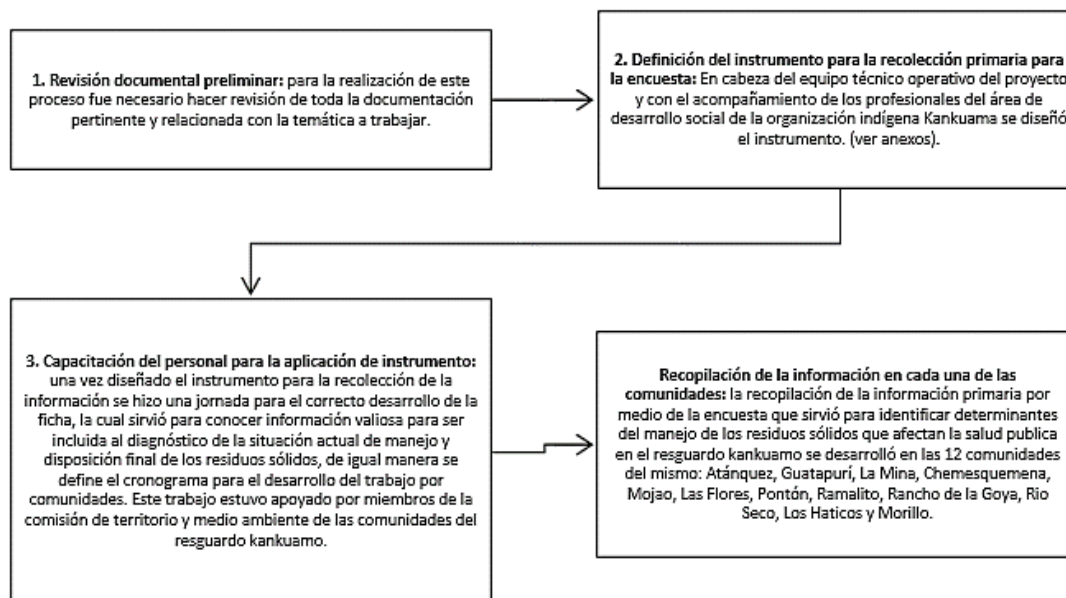 1. Revisión documental preliminar: para la realización de este
proceso fue necesario hacer revisión de toda la documentación
pertinente y relacionada con la temática a trabajar.
2. Definición del instrumento para la recolección primaria para
la encuesta: En cabeza del equipo técnico operativo del proyecto
y con el acompañamiento de los profesionales del área de
desarrollo social de la organización indígena Kankuama se diseñó
el instrumento. (ver anexos).
3. Capacitación del personal para la aplicación de instrumento:
una vez diseñado el instrumento para la recolección de la
información se hizo una jornada para el correcto desarrollo de la
ficha, la cual sirvió para conocer información valiosa para ser
incluida al diagnóstico de la situación actual de manejo y
disposición final de los residuos sólidos, de igual manera se
define el cronograma para el desarrollo del trabajo por
comunidades. Este trabajo estuvo apoyado por miembros de la
comisión de territorio y medio ambiente de las comunidades del
resguardo kankuamo.
Recopilación de la información en cada una de las
comunidades: la recopilación de la información primaria por
medio de la encuesta que sirvió para identificar determinantes
del manejo de los residuos sólidos que afectan la salud publica
en el resguardo kankuamo se desarrolló en las 12 comunidades
del mismo: Atánquez, Guatapurí, La Mina, Chemesquemena,
Mojao, Las Flores, Pontón, Ramalito, Rancho de la Goya, Rio
Seco, Los Haticos y Morillo.